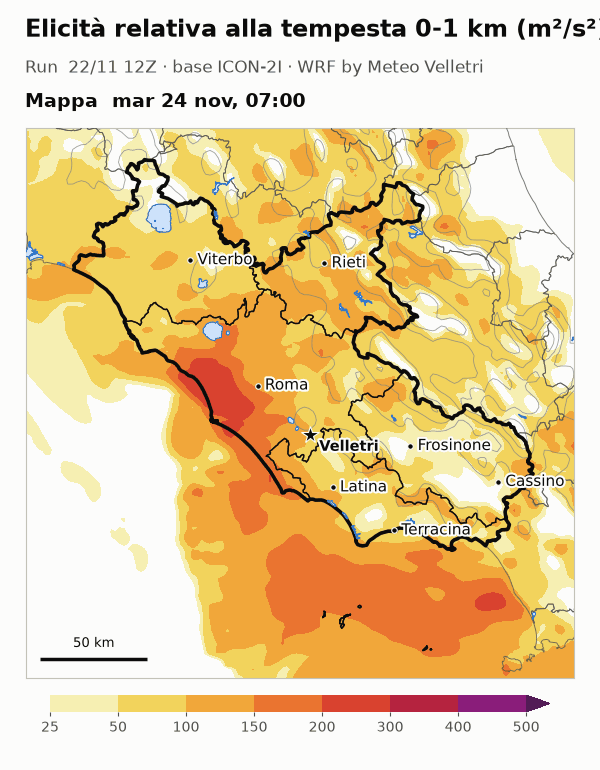 Elicità relativa alla tempesta 0-1 km (m²/s²)
Run  22/11 12Z · base ICON-2I · WRF by Meteo Velletri
Mappa  mar 24 nov, 07:00
Viterbo
Rieti
Roma
Velletri
Frosinone
Cassino
Latina
Terracina
50 km
25 50 100 150 200 300 400 500